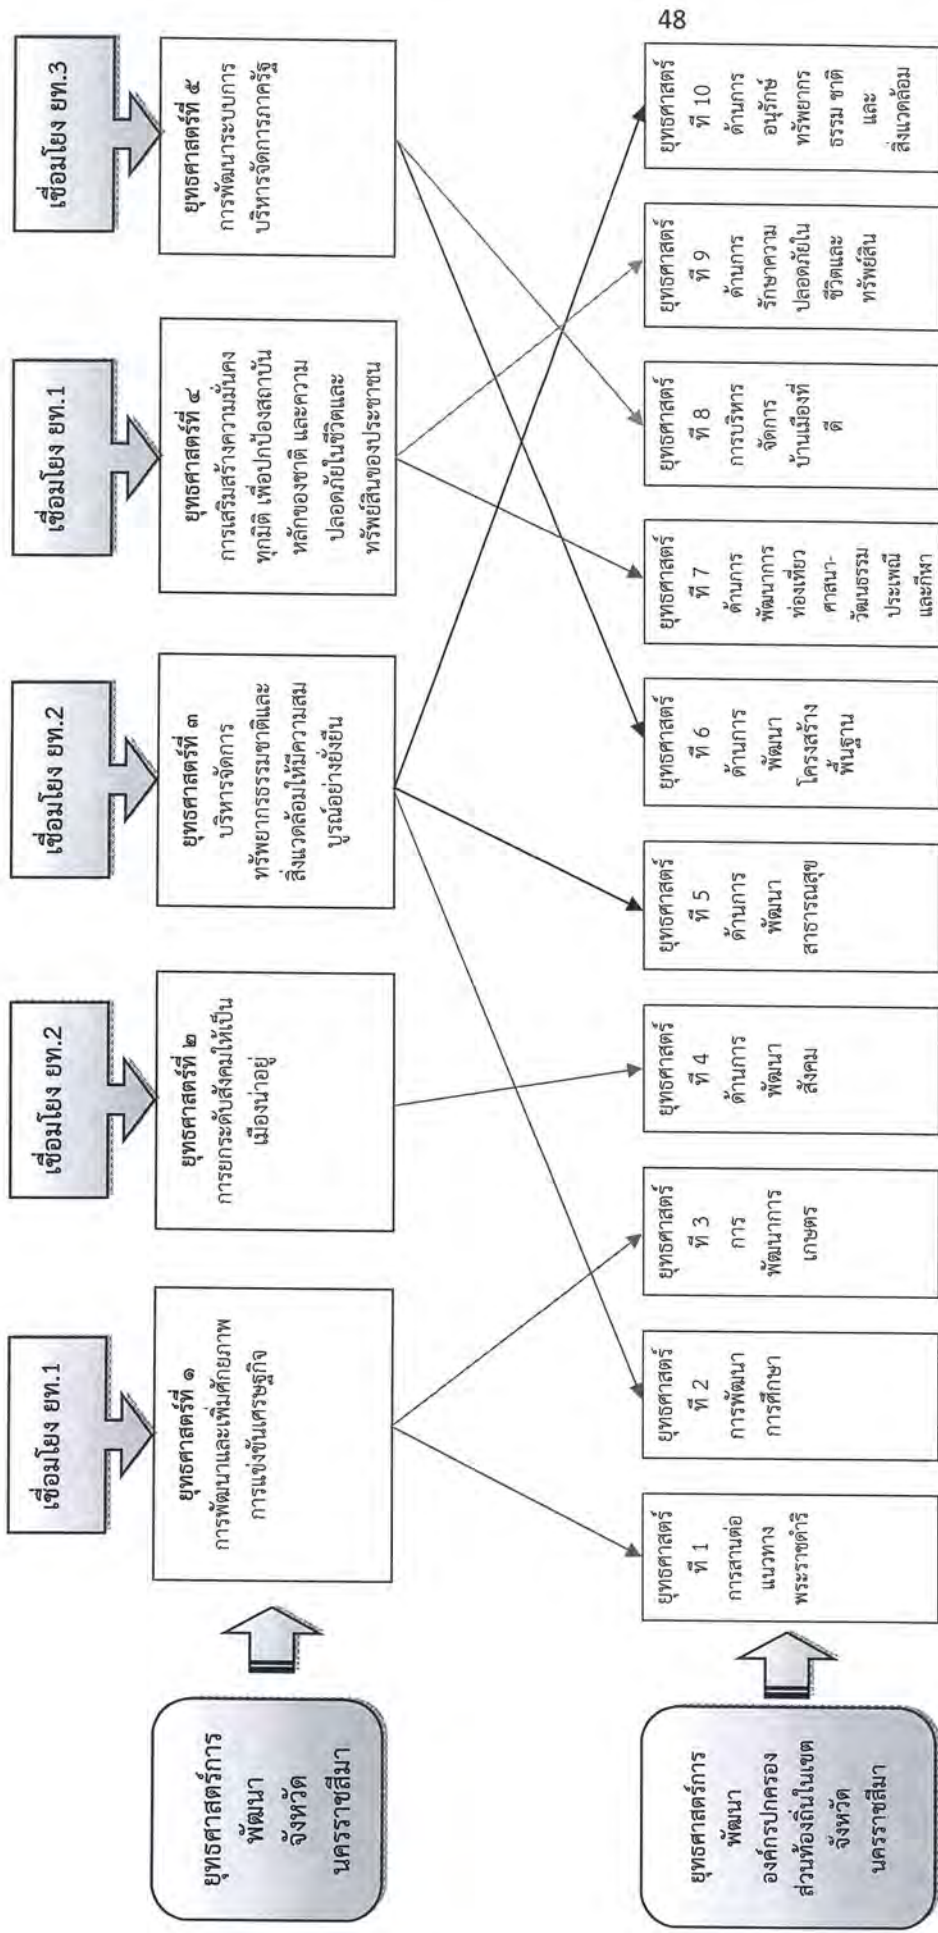 48
เชื่อมโยง ยท.1
เชื่อมโยง ยท.2
เชื่อมโยง ยท.2
เชื่อมโยง ยท.1
เชื่อมโยง ยท.3
ยุทธศาสตร์การ
พัฒนา
จังหวัด
นครราชสีมา
ยุทธศาสตร์ที่ ๑
การพัฒนาและเพิ่มศักยภาพ
การแข่งขันเศรษฐกิจ
ยุทธศาสตร์ที่ ๒
การยกระดับสังคมให้เป็น
เมืองน่าอยู่
ยุทธศาสตร์ที่ ๓
บริหารจัดการ
ทรัพยากรธรรมชาติและ
สิ่งแวดล้อมให้มีความสม
บูรณ์อย่างยั่งยืน
ยุทธศาสตร์ที่ ๔
การเสริมสร้างความมั่นคง
ทุกมิติ เพื่อปกป้องสถาบัน
หลักของชาติ และความ
ปลอดภัยในชีวิตและ
ทรัพย์สินของประชาชน
ยุทธศาสตร์ที่ ๕
การพัฒนาระบบการ
บริหารจัดการภาครัฐ
ยุทธศาสตร์การ
พัฒนา
องค์กรปกครอง
ส่วนท้องถิ่นในเขต
จังหวัด
นครราชสีมา
ยุทธศาสตร์
ที่ 1
การสานต่อ
แนวทาง
พระราชดำริ
ยุทธศาสตร์
ที่ 2
การพัฒนา
การศึกษา
ยุทธศาสตร์
ที่ 3
การ
พัฒนาการ
เกษตร
ยุทธศาสตร์
ที่ 4
ด้านการ
พัฒนา
สังคม
ยุทธศาสตร์
ที่ 5
ด้านการ
พัฒนา
สาธารณสุข
ยุทธศาสตร์
ที่ 6
ด้านการ
พัฒนา
โครงสร้าง
พื้นฐาน
ยุทธศาสตร์
ที่ 7
ด้านการ
พัฒนาการ
ท่องเที่ยว
ศาสนา-
วัฒนธรรม
ประเพณี
และกีฬา
ยุทธศาสตร์
ที่ 8
การบริหาร
จัดการ
บ้านเมืองที่
ดี
ยุทธศาสตร์
ที่ 9
ด้านการ
รักษาความ
ปลอดภัยใน
ชีวิตและ
ทรัพย์สิน
ยุทธศาสตร์
ที่ 10
ด้านการ
อนุรักษ์
ทรัพยากร
ธรรม ชาติ
และ
สิ่งแวดล้อม